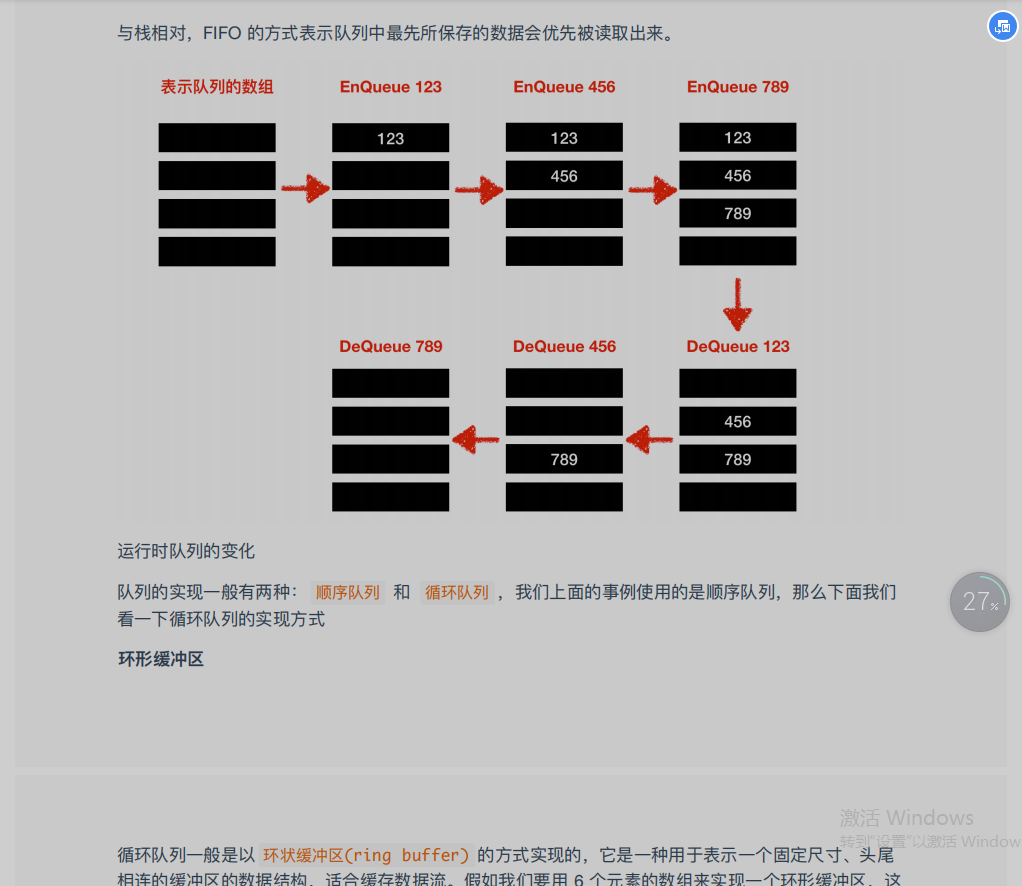 与栈相对，FIFO 的方式表示队列中最先所保存的数据会优先被读取出来。
表示队列的数组 EnQueue 123 EnQueue 456 EnQueue 789
123 123 123
456 456
789
DeQueue 789 DeQueue 456 DeQueue 123
456
789 789
运行时队列的变化
队列的实现一般有两种： 顺序队列 和 循环队列 ，我们上面的事例使用的是顺序队列，那么下面我们
看一下循环队列的实现方式
27%
环形缓冲区
激活 Windows
转到"设置"以激活 Window
循环队列一般是以 环状缓冲区(ring buffer) 的方式实现的，它是一种用于表示一个固定尺寸、头尾
相连的缓冲区的数据结构，适合缓存数据流。假如我们要用 6 个元素的数组来实现一个环形缓冲区，这